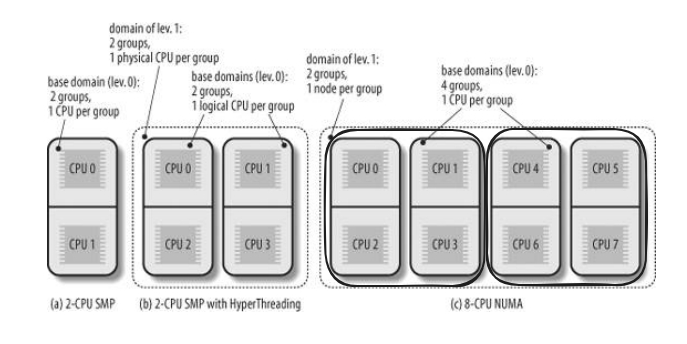 domain of lev. 1:
2 groups,
1 physical CPU per group
base domain (lev. 0):
2 groups,
1 CPU per group
base domains (lev. 0):
2 groups,
1 logical CPU per group
domain of lev. 1:
2 groups,
1 node per group
base domains (lev. 0):
4 groups,
1 CPU per group
CPU 0
CPU 1
CPU 0
CPU 1
CPU 2
CPU 3
CPU 0
CPU 1
CPU 4
CPU 5
CPU 2
CPU 3
CPU 6
CPU 7
(a) 2-CPU SMP
(b) 2-CPU SMP with HyperThreading
(c) 8-CPU NUMA